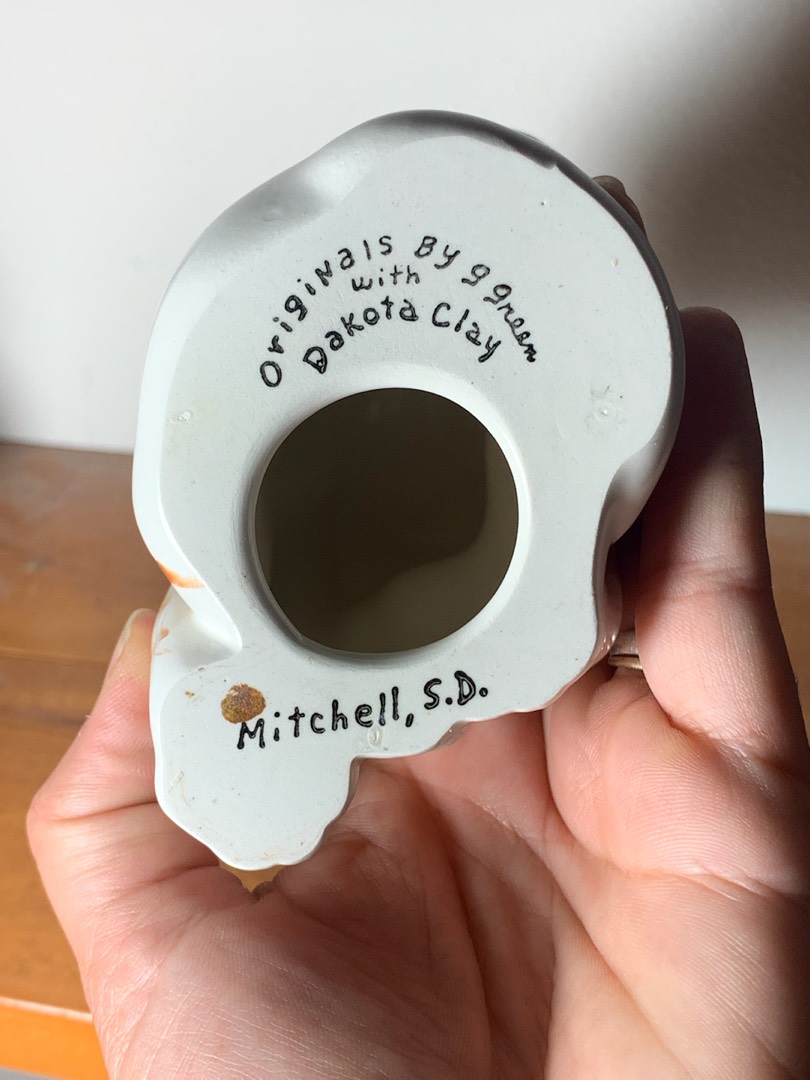 Originals By g green
with
Dakota Clay
Mitchell, S.D.